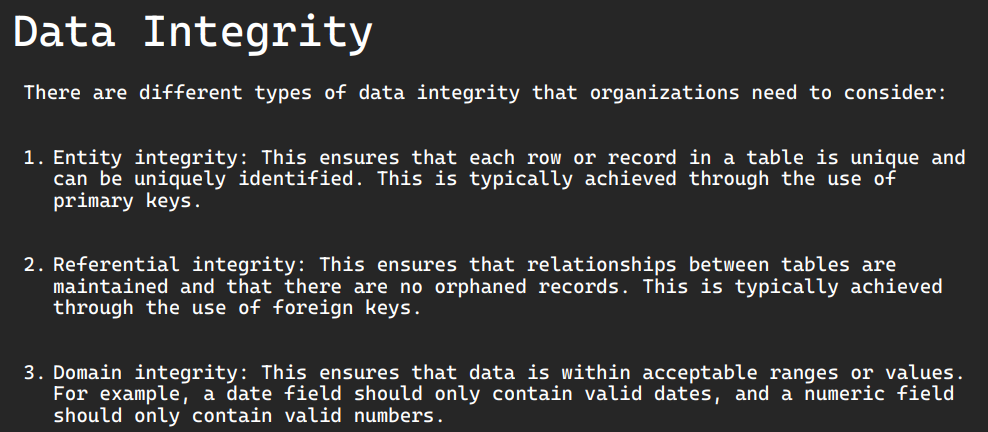 Data Integrity
There are different types of data integrity that organizations need to consider:
1. Entity integrity: This ensures that each row or record in a table is unique and
can be uniquely identified. This is typically achieved through the use of
primary keys.
2. Referential integrity: This ensures that relationships between tables are
maintained and that there are no orphaned records. This is typically achieved
through the use of foreign keys.
3. Domain integrity: This ensures that data is within acceptable ranges or values.
For example, a date field should only contain valid dates, and a numeric field
should only contain valid numbers.